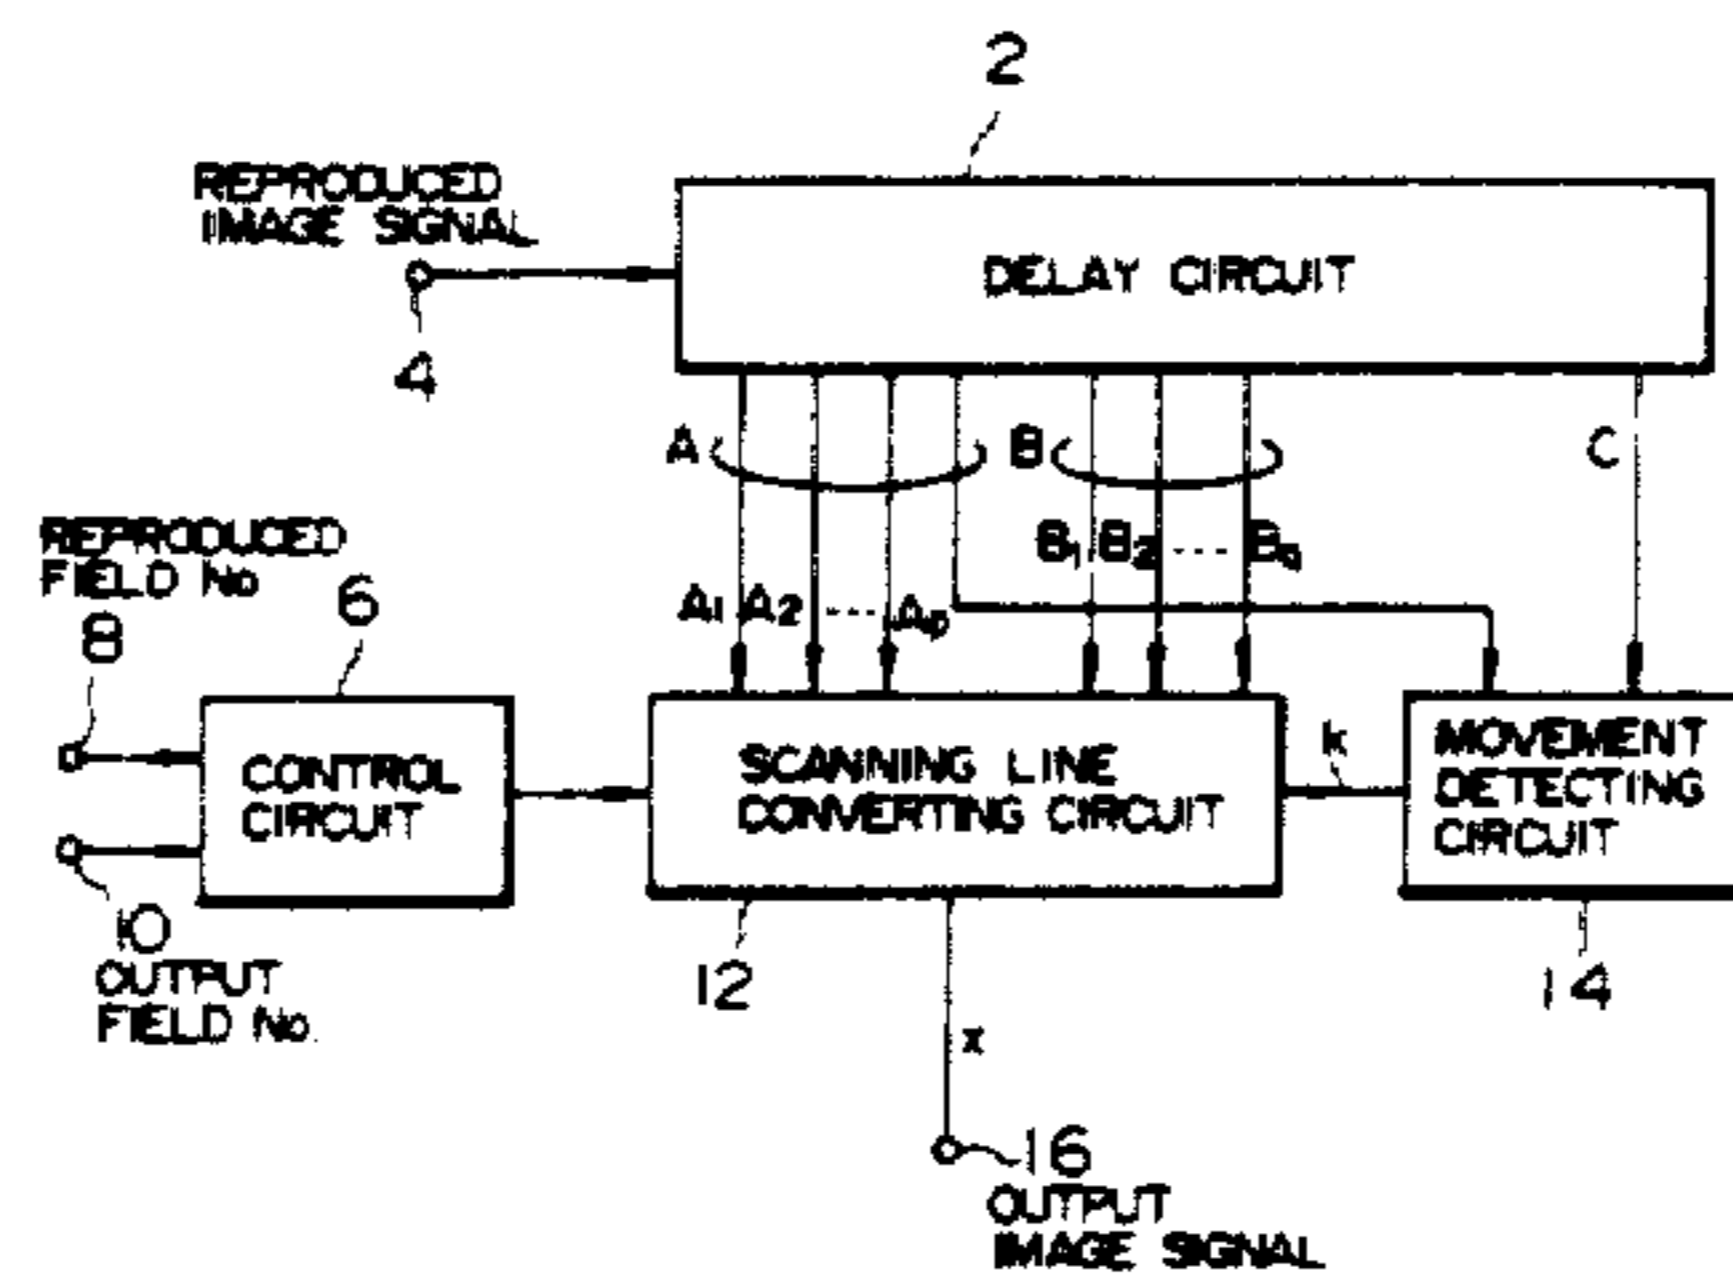 2
REPRODUCED
IMAGE SIGNAL
4
DELAY CIRCUIT
A
B
C
B1 B2 ---- Bq
A1 A2 ---- Ap
REPRODUCED
FIELD No
8
6
CONTROL
CIRCUIT
SCANNING LINE
CONVERTING CIRCUIT
k
MOVEMENT
DETECTING
CIRCUIT
10
OUTPUT
FIELD No.
12
14
x
16
OUTPUT
IMAGE SIGNAL